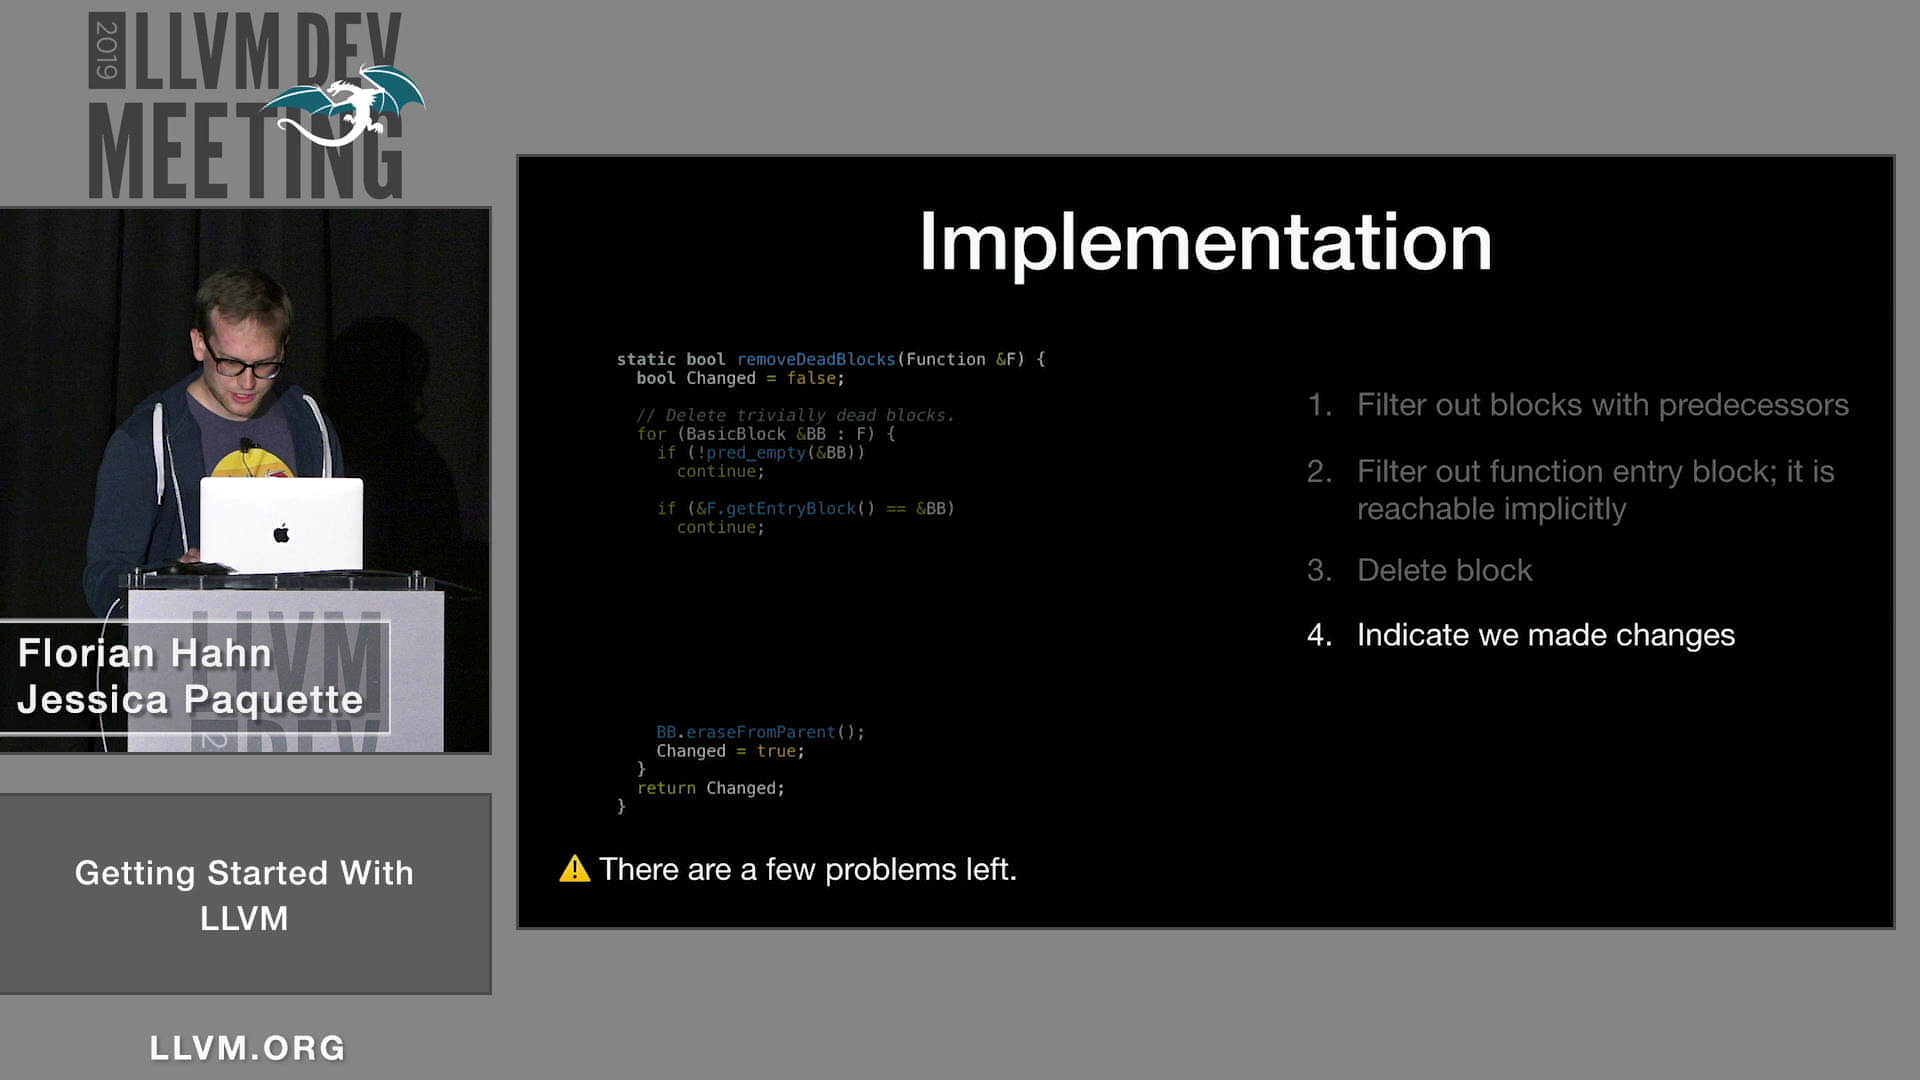 2019
LLVM DEV
MEETING
Implementation
static bool removeDeadBlocks(Function &F) {
bool Changed = false;
// Delete trivially dead blocks.
for (BasicBlock &BB : F) {
if (!pred_empty(&BB))
continue;
if (&F.getEntryBlock() == &BB)
continue;
BB.eraseFromParent();
Changed = true;
}
return Changed;
}
1. Filter out blocks with predecessors
2. Filter out function entry block; it is
reachable implicitly
3. Delete block
4. Indicate we made changes
⚠ There are a few problems left.
LLVM
DEV
Florian Hahn
Jessica Paquette
Getting Started With
LLVM
LLVM.ORG